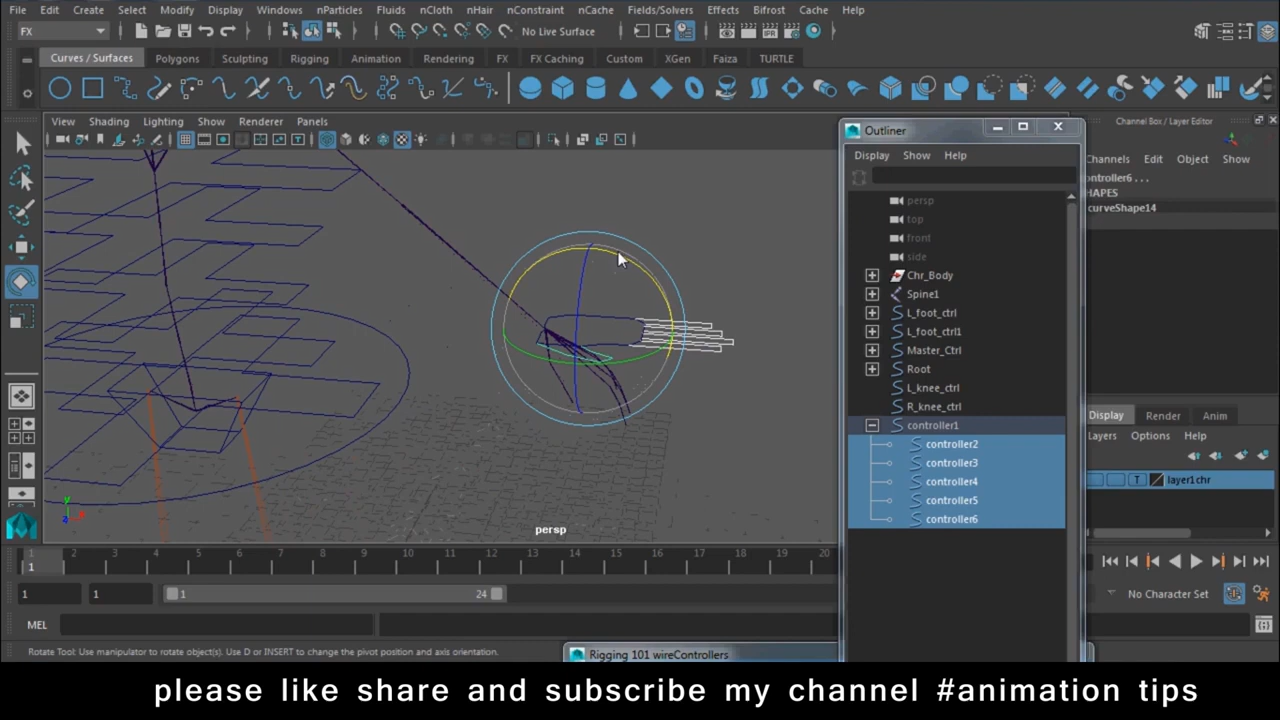 File Edit Create Select Modify Display Windows nParticles Fluids nCloth nHair nConstraint nCache Fields/Solvers Effects Bifrost Cache
FX No Live Surface
Curves / Surfaces Polygons Sculpting Rigging Animation Rendering FX FX Caching Custom XGen Faiza TURTLE
View Shading Lighting Show Renderer Panels
Outliner
Display Show Help
persp
top
front
side
Chr_Body
Spine1
L_foot_ctrl
L_foot_ctrl1
Master_Ctrl
Root
L_knee_ctrl
R_knee_ctrl
controller1
controller2
controller3
controller4
controller5
controller6
Channel Box / Layer Editor
hannels Edit Object Show
ontroller6 . . .
APES
curveShape14
Display Render Anim
ayers Options Help
T layer1chr
y
z
persp
1 2 3 4 5 6 7 8 9 10 11 12 13 14 15 16 17 18 19 20
1
1 1 1 24 No Character Set
MEL
Rotate Tool: Use manipulator to rotate object(s). Use D or INSERT to change the pivot position and axis orientation.
Rigging 101 wireControllers
please like share and subscribe my channel #animation tips